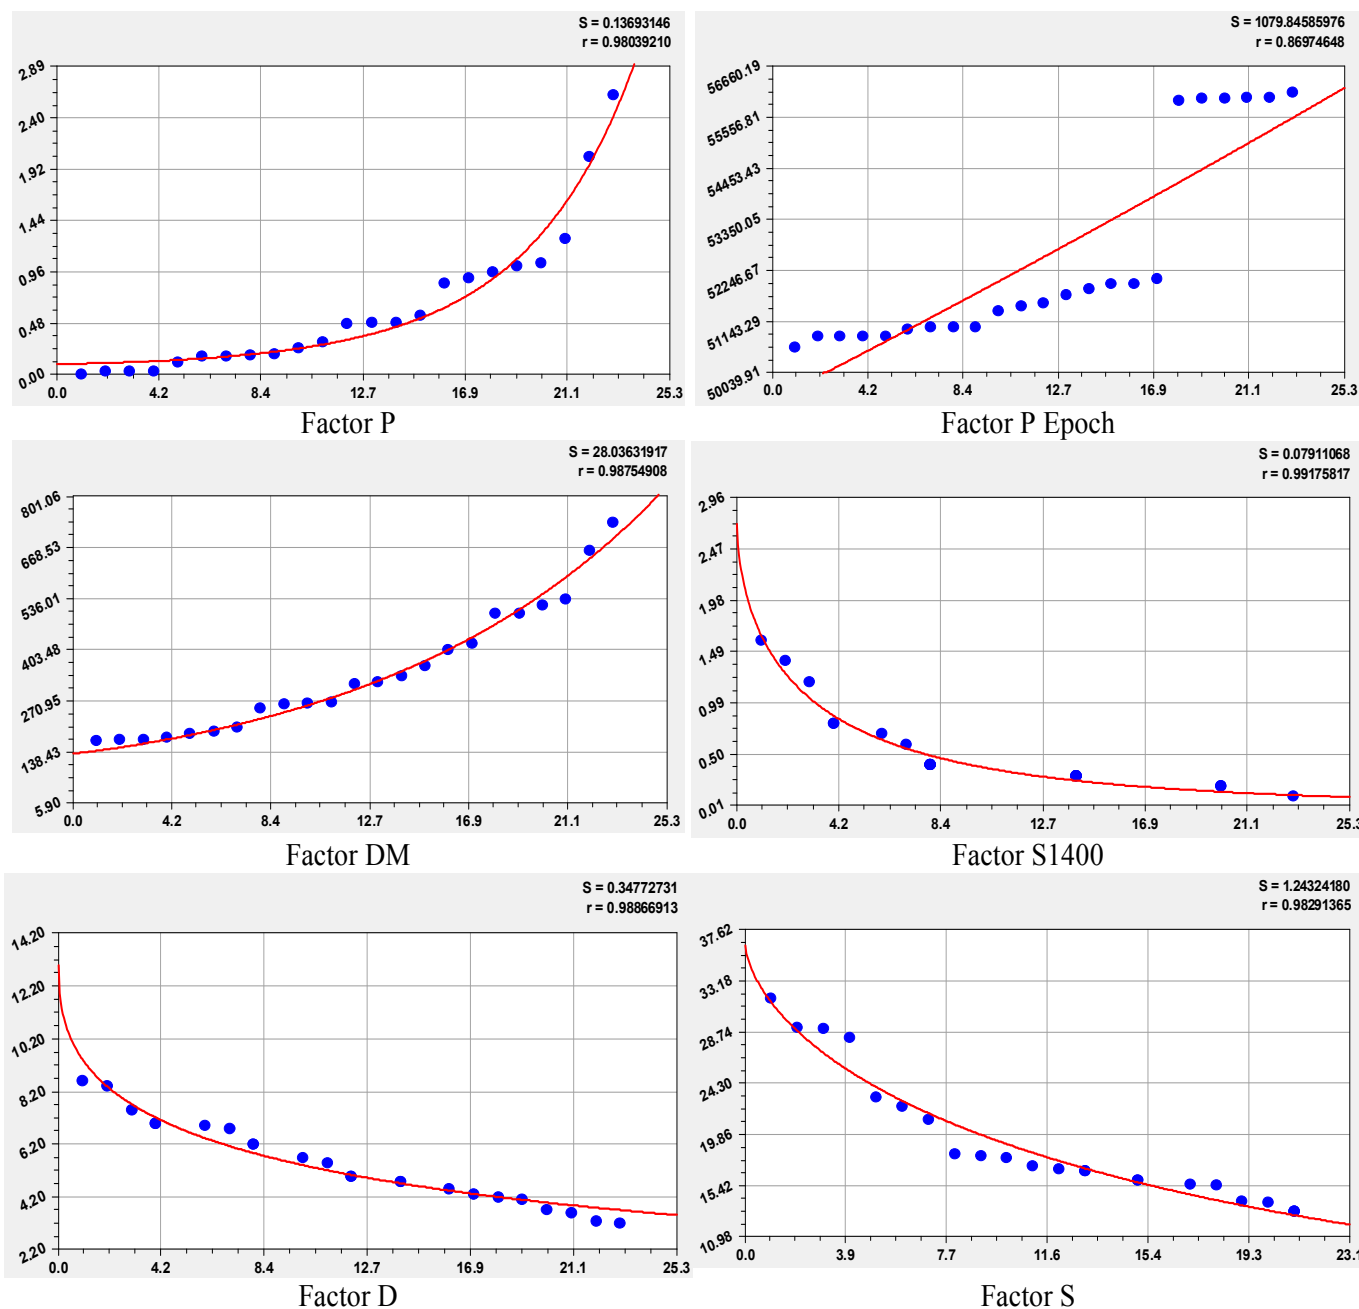 S = 0.13693146
r = 0.98039210
2.89
2.40
1.92
1.44
0.96
0.48
0.00
0.0 4.2 8.4 12.7 16.9 21.1 25.3
Factor P
S = 1079.84585976
r = 0.86974648
56660.19
55556.81
54453.43
53350.05
52246.67
51143.29
50039.91
0.0 4.2 8.4 12.7 16.9 21.1 25.3
Factor P Epoch
S = 28.03631917
r = 0.98754908
801.06
668.53
536.01
403.48
270.95
138.43
5.90
0.0 4.2 8.4 12.7 16.9 21.1 25.3
Factor DM
S = 0.07911068
r = 0.99175817
2.96
2.47
1.98
1.49
0.99
0.50
0.01
0.0 4.2 8.4 12.7 16.9 21.1 25.3
Factor S1400
S = 0.34772731
r = 0.98866913
14.20
12.20
10.20
8.20
6.20
4.20
2.20
0.0 4.2 8.4 12.7 16.9 21.1 25.3
Factor D
S = 1.24324180
r = 0.98291365
37.62
33.18
28.74
24.30
19.86
15.42
10.98
0.0 3.9 7.7 11.6 15.4 19.3 23.1
Factor S